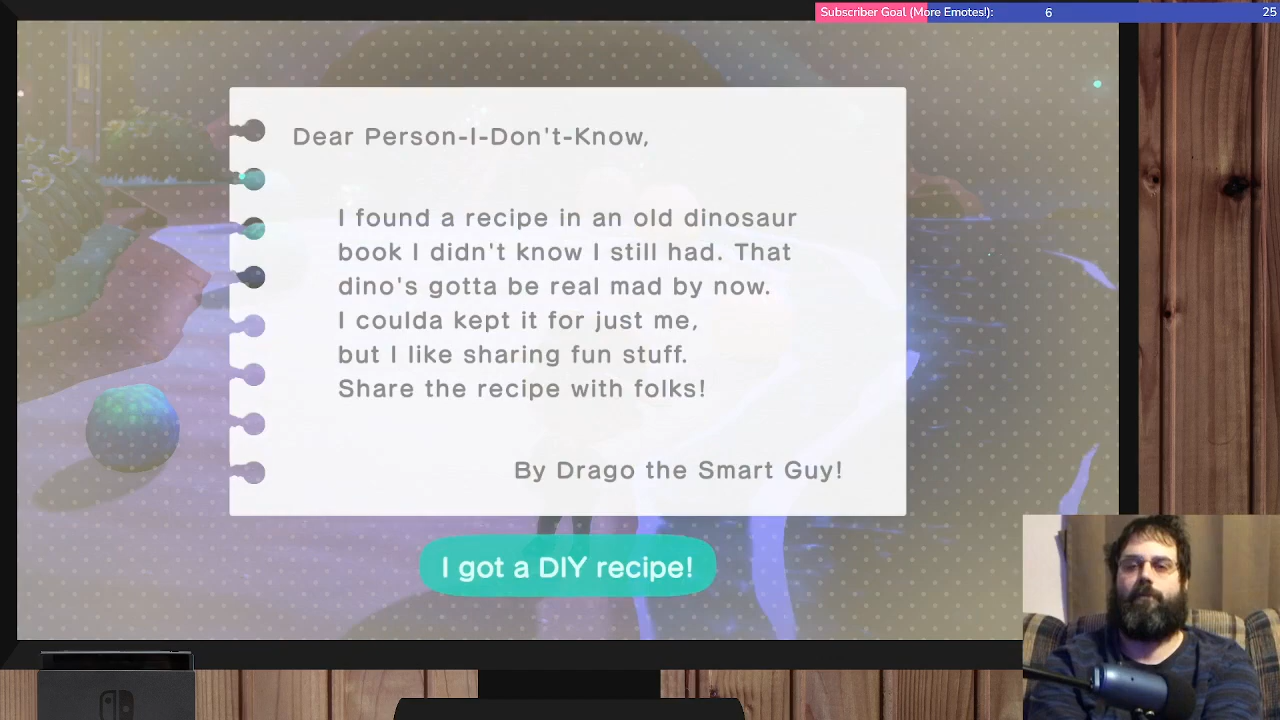 Subscriber Goal (More Emotes!): 6 25
Dear Person-I-Don't-Know,
I found a recipe in an old dinosaur
book I didn't know I still had. That
dino's gotta be real mad by now.
I coulda kept it for just me,
but I like sharing fun stuff.
Share the recipe with folks!
By Drago the Smart Guy!
I got a DIY recipe!